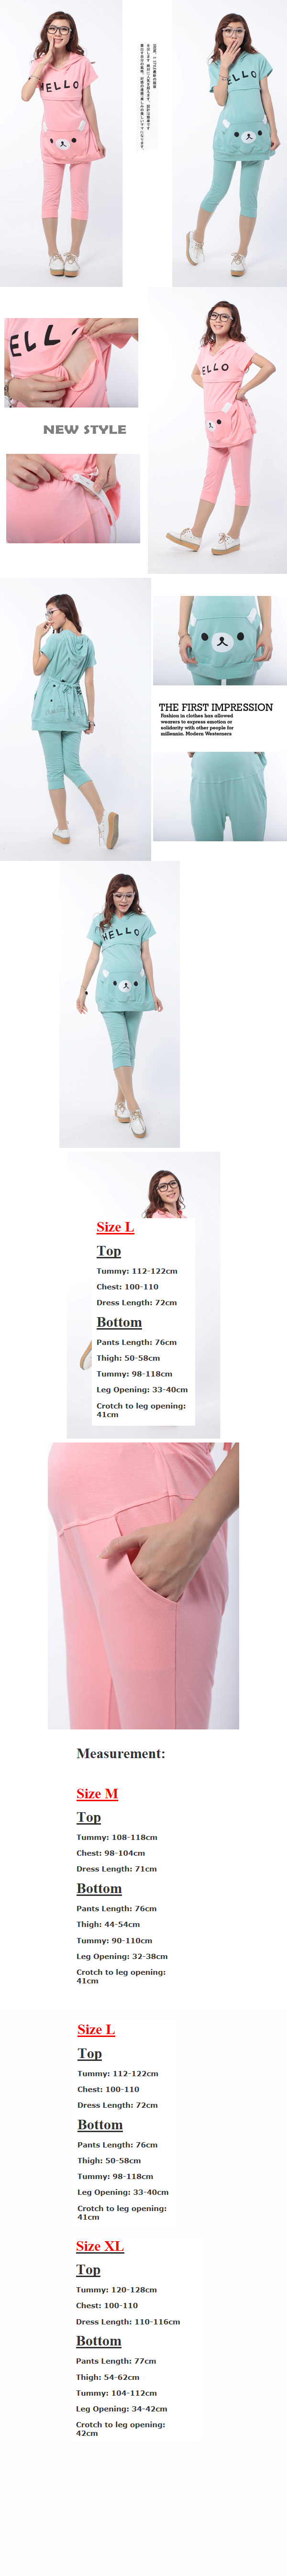 HELLO
HELLO
ELL
NEW STYLE
ELLO
THE FIRST IMPRESSION
Fashion in clothes has allowed
wearers to express emotion or
solidarity with other people for
millennia. Modern Westerners
HELLO
Size L
Top
Tummy: 112-122cm
Chest: 100-110
Dress Length: 72cm
Bottom
Pants Length: 76cm
Thigh: 50-58cm
Tummy: 98-118cm
Leg Opening: 33-40cm
Crotch to leg opening:
41cm
Measurement:
Size M
Top
Tummy: 108-118cm
Chest: 98-104cm
Dress Length: 71cm
Bottom
Pants Length: 76cm
Thigh: 44-54cm
Tummy: 90-110cm
Leg Opening: 32-38cm
Crotch to leg opening:
41cm
Size L
Top
Tummy: 112-122cm
Chest: 100-110
Dress Length: 72cm
Bottom
Pants Length: 76cm
Thigh: 50-58cm
Tummy: 98-118cm
Leg Opening: 33-40cm
Crotch to leg opening:
41cm
Size XL
Top
Tummy: 120-128cm
Chest: 100-110
Dress Length: 110-116cm
Bottom
Pants Length: 77cm
Thigh: 54-62cm
Tummy: 104-112cm
Leg Opening: 34-42cm
Crotch to leg opening:
42cm